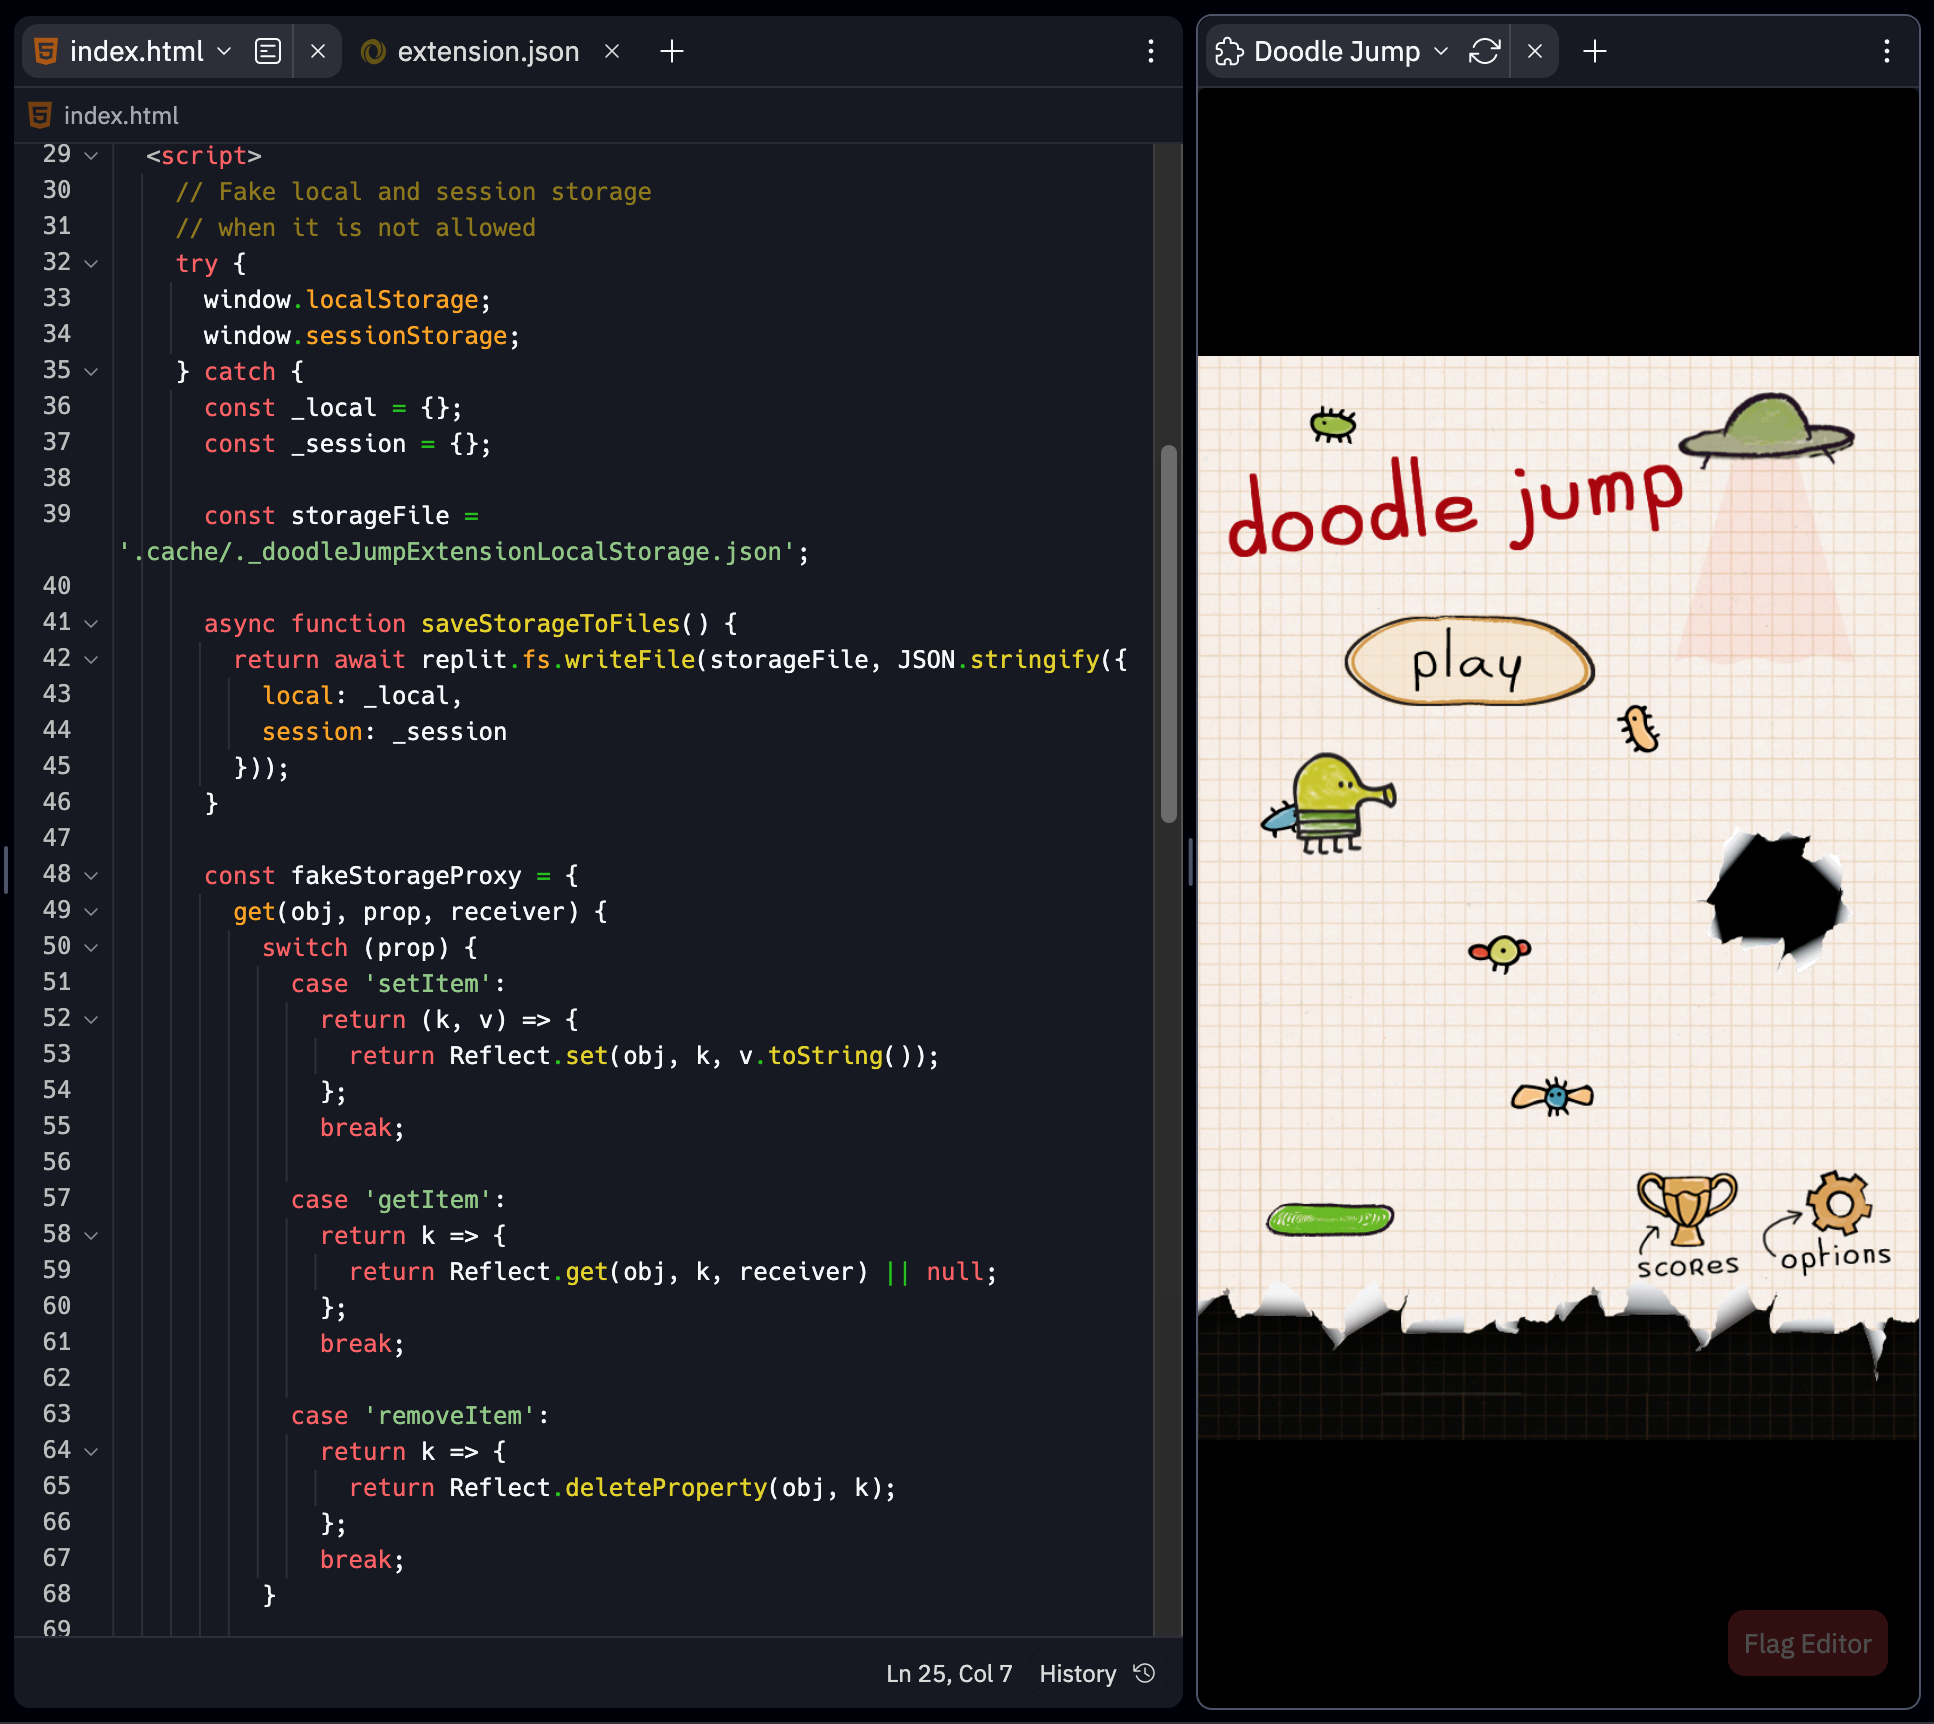 index.html
extension.json
index.html
29 <script>
30 // Fake local and session storage
31 // when it is not allowed
32 try {
33 window.localStorage;
34 window.sessionStorage;
35 } catch {
36 const _local = {};
37 const _session = {};
38
39 const storageFile =
'.cache/._doodleJumpExtensionLocalStorage.json';
40
41 async function saveStorageToFiles() {
42 return await replit.fs.writeFile(storageFile, JSON.stringify({
43 local: _local,
44 session: _session
45 }));
46 }
47
48 const fakeStorageProxy = {
49 get(obj, prop, receiver) {
50 switch (prop) {
51 case 'setItem':
52 return (k, v) => {
53 return Reflect.set(obj, k, v.toString());
54 };
55 break;
56
57 case 'getItem':
58 return k => {
59 return Reflect.get(obj, k, receiver) || null;
60 };
61 break;
62
63 case 'removeItem':
64 return k => {
65 return Reflect.deleteProperty(obj, k);
66 };
67 break;
68 }
69
Ln 25, Col 7 History
Doodle Jump
doodle jump
play
scores
options
Flag Editor